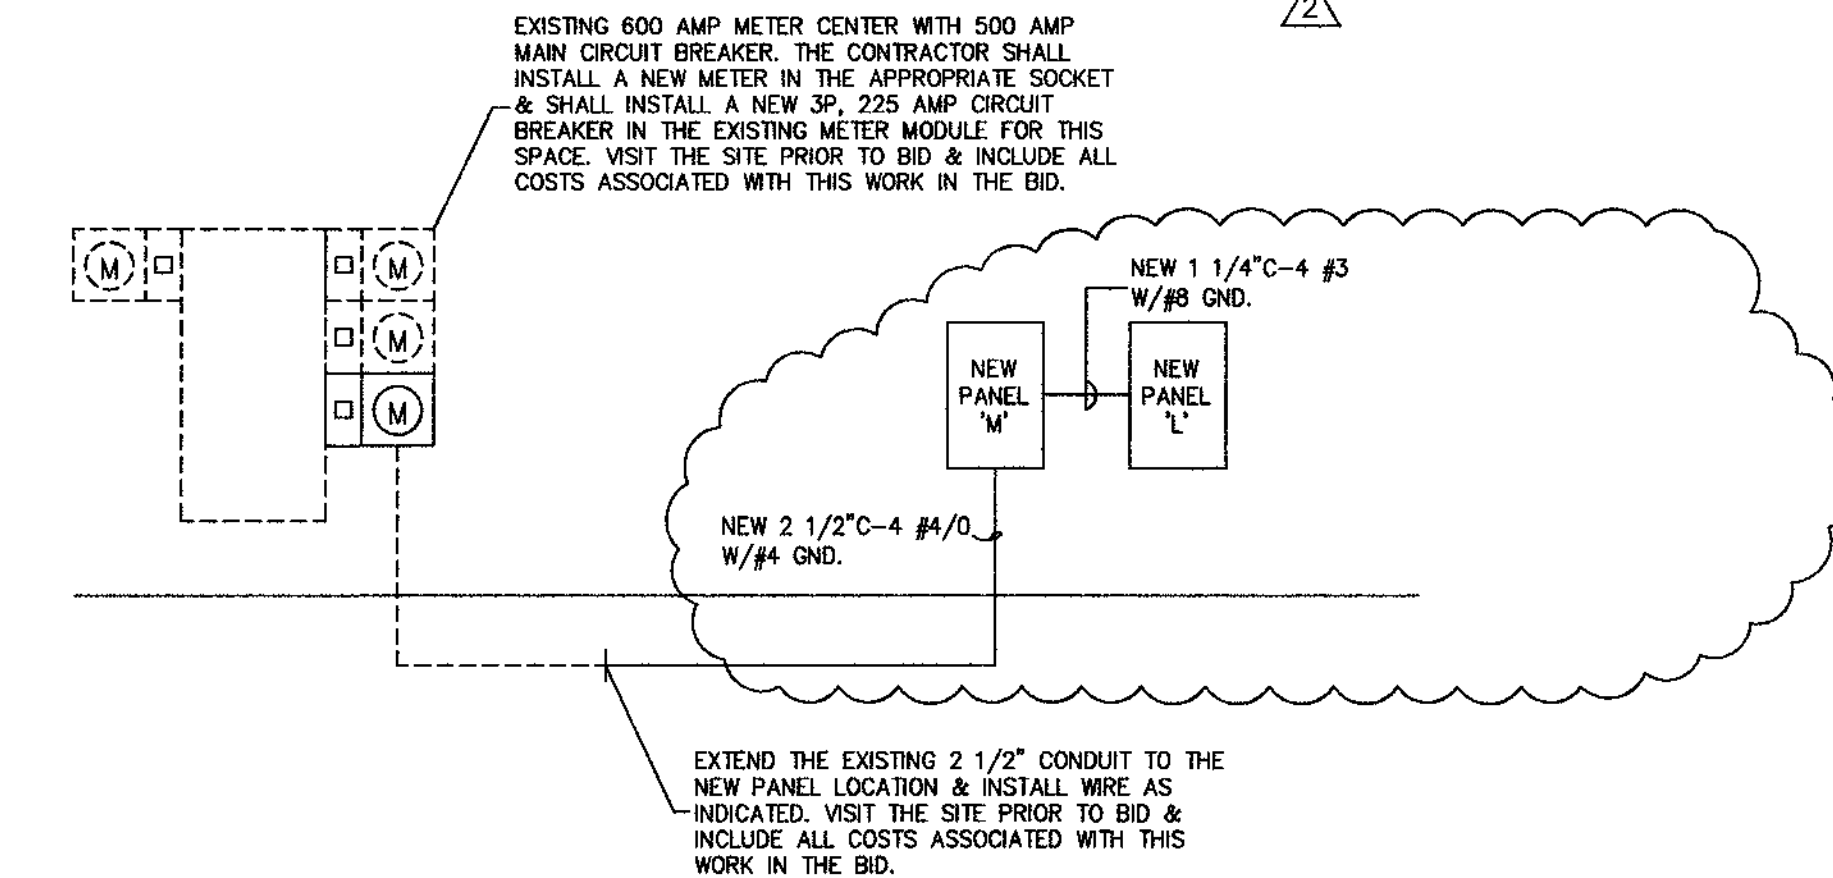 2
EXISTING 600 AMP METER CENTER WITH 500 AMP
MAIN CIRCUIT BREAKER. THE CONTRACTOR SHALL
INSTALL A NEW METER IN THE APPROPRIATE SOCKET
& SHALL INSTALL A NEW 3P, 225 AMP CIRCUIT
BREAKER IN THE EXISTING METER MODULE FOR THIS
SPACE. VISIT THE SITE PRIOR TO BID & INCLUDE ALL
COSTS ASSOCIATED WITH THIS WORK IN THE BID.
M
M
M
M
NEW 1 1/4"C-4 #3
W/#8 GND.
NEW
PANEL
'M'
NEW
PANEL
'L'
NEW 2 1/2"C-4 #4/0
W/#4 GND.
EXTEND THE EXISTING 2 1/2" CONDUIT TO THE
NEW PANEL LOCATION & INSTALL WIRE AS
INDICATED. VISIT THE SITE PRIOR TO BID &
INCLUDE ALL COSTS ASSOCIATED WITH THIS
WORK IN THE BID.